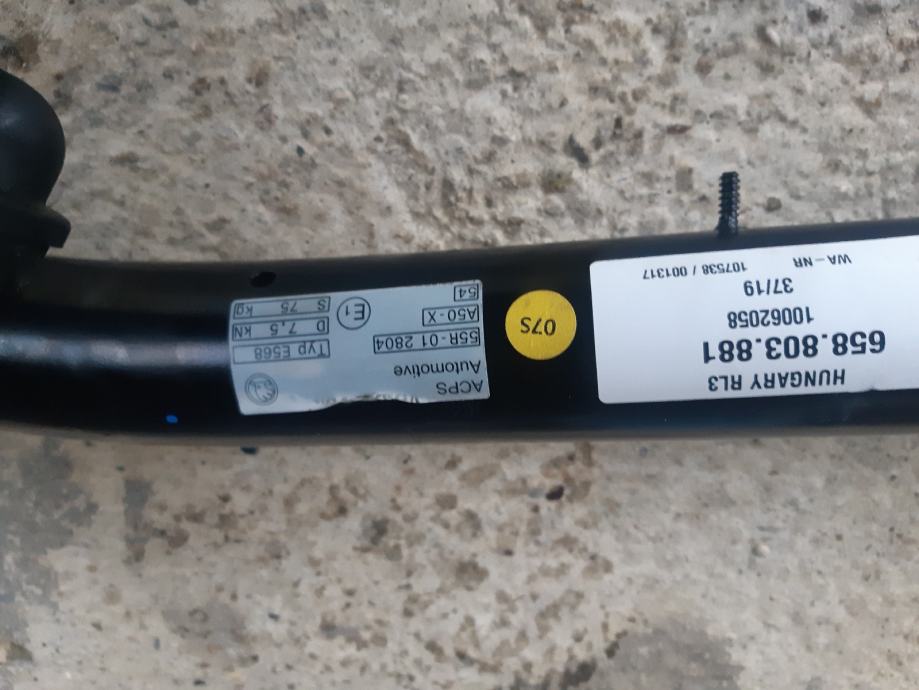 ACPS
Automotive
55R-01 2804
A50-X
54
E1
Typ E568
D 7,5 kN
S 75 kg
07S
HUNGARY RL3
658.803.881
10062058
37/19
107538 / 001317
WA-NR